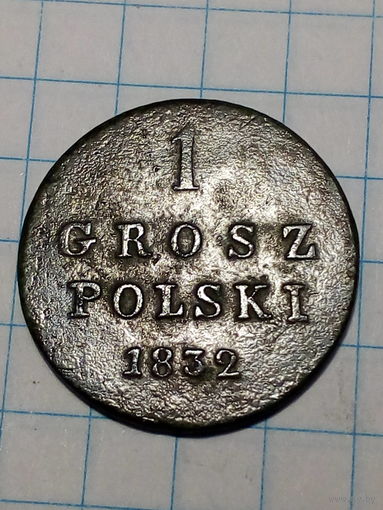 1
GROSZ
POLSKI
1832